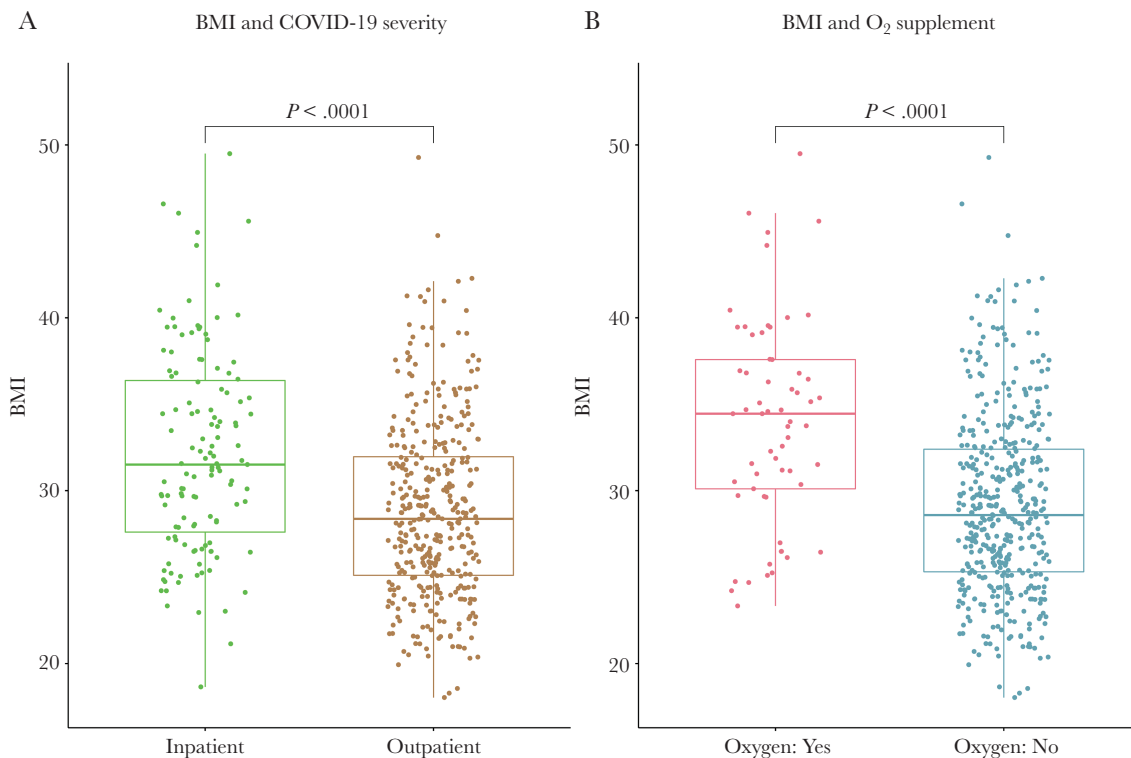 A
BMI and COVID-19 severity
P < .0001
50
40
30
20
BMI
Inpatient
Outpatient
B
BMI and O₂ supplement
P < .0001
50
40
30
20
BMI
Oxygen: Yes
Oxygen: No